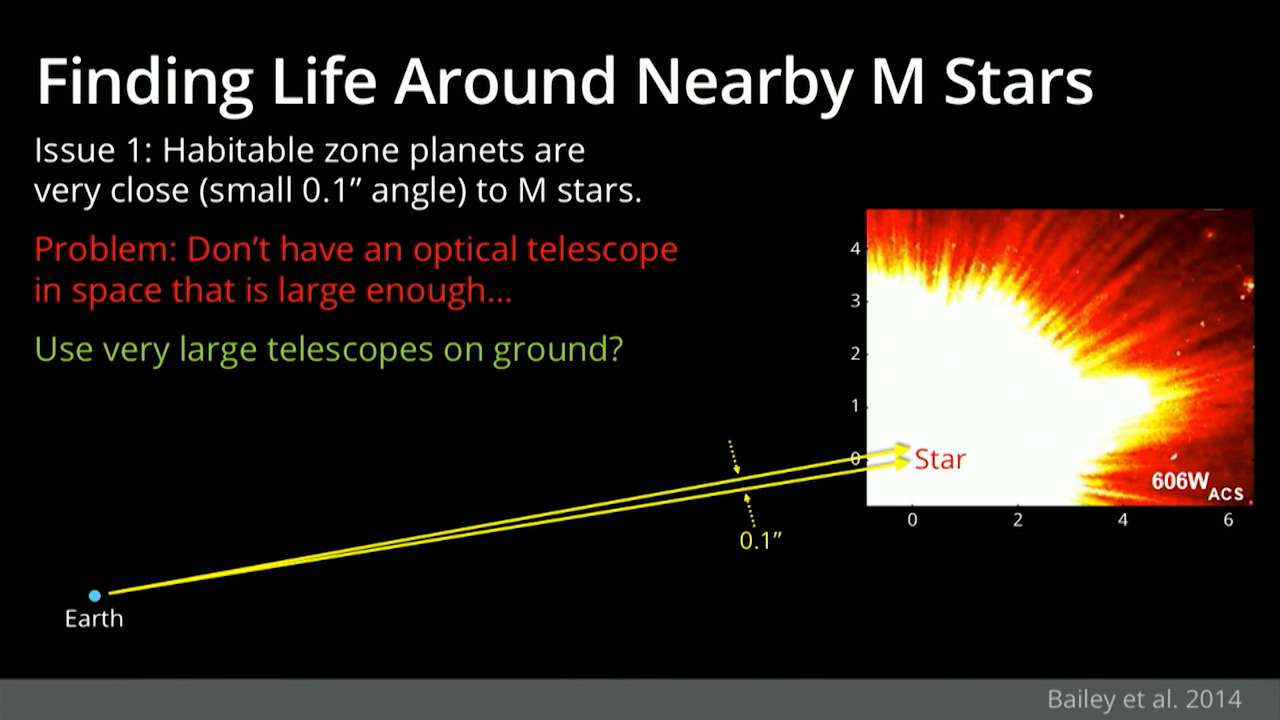 Finding Life Around Nearby M Stars
Issue 1: Habitable zone planets are
very close (small 0.1” angle) to M stars.
Problem: Don’t have an optical telescope
in space that is large enough...
Use very large telescopes on ground?
4
3
2
1
0
Star
606W
ACS
0 2 4 6
0.1”
Earth
Bailey et al. 2014